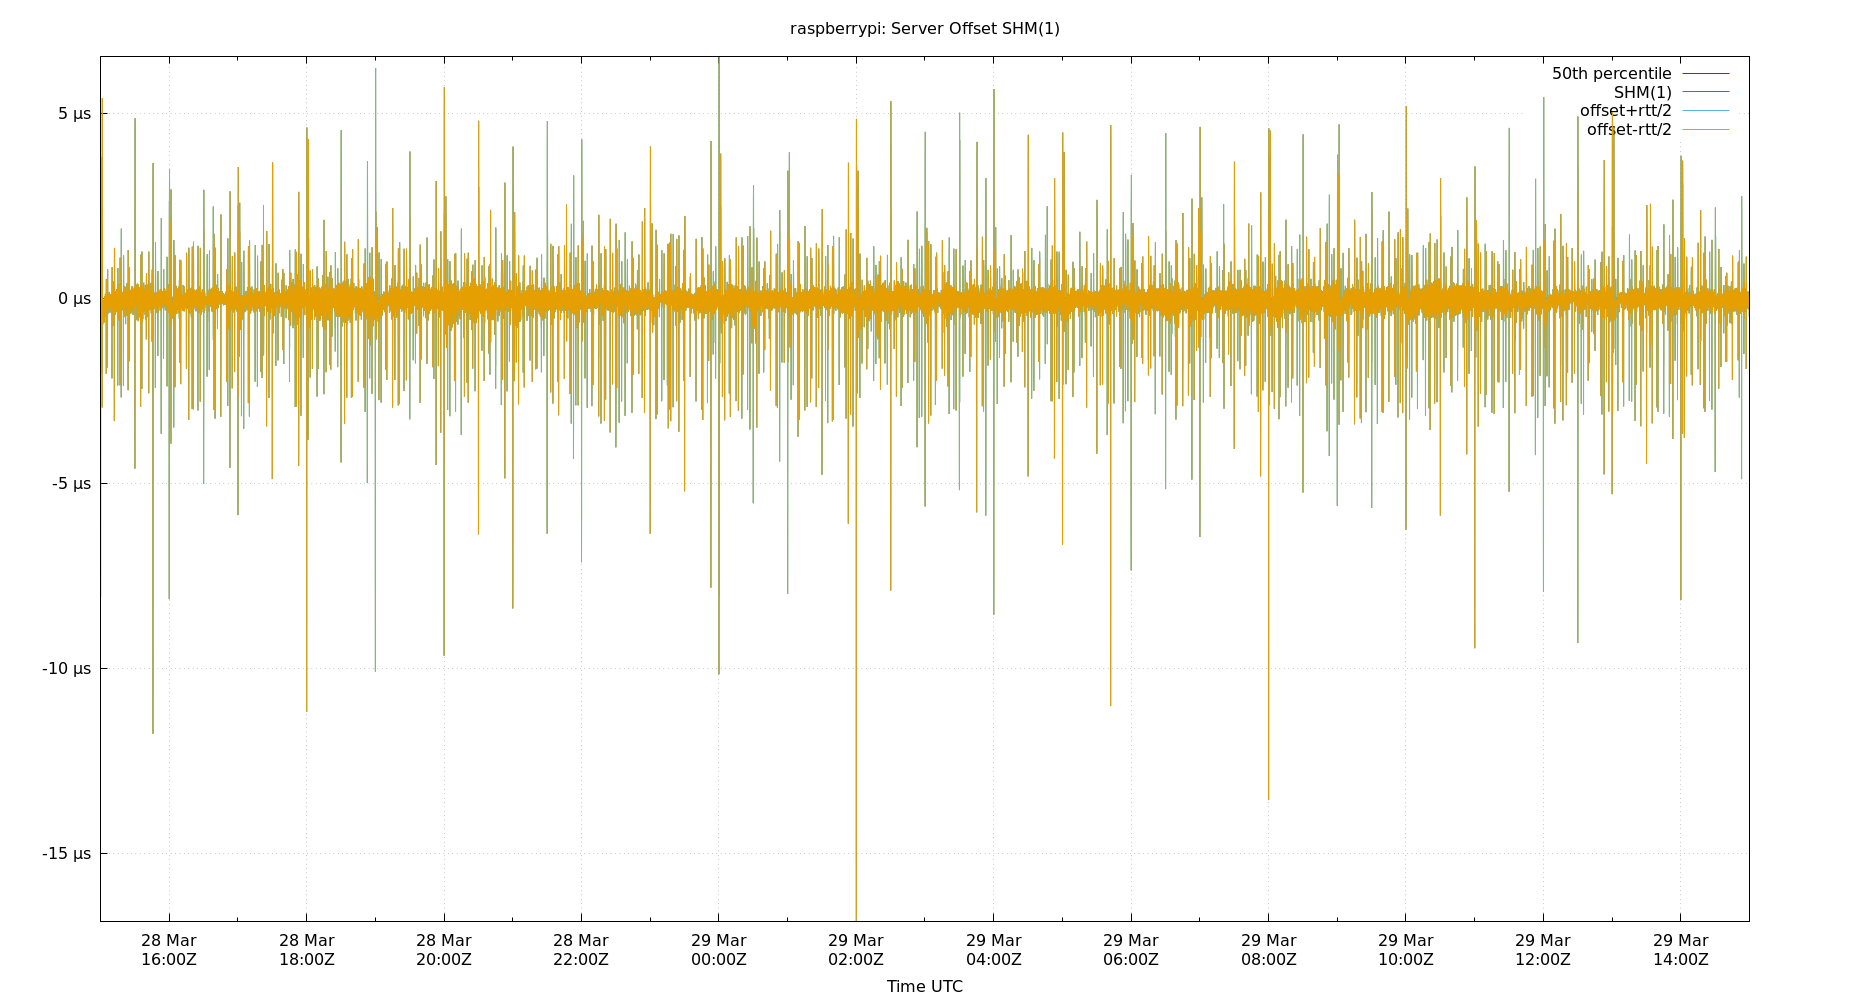 raspberrypi: Server Offset SHM(1)
50th percentile
SHM(1)
offset+rtt/2
offset-rtt/2
5 µs
0 µs
-5 µs
-10 µs
-15 µs
28 Mar 28 Mar 28 Mar 28 Mar 29 Mar 29 Mar 29 Mar 29 Mar 29 Mar 29 Mar 29 Mar 29 Mar
16:00Z 18:00Z 20:00Z 22:00Z 00:00Z 02:00Z 04:00Z 06:00Z 08:00Z 10:00Z 12:00Z 14:00Z
Time UTC